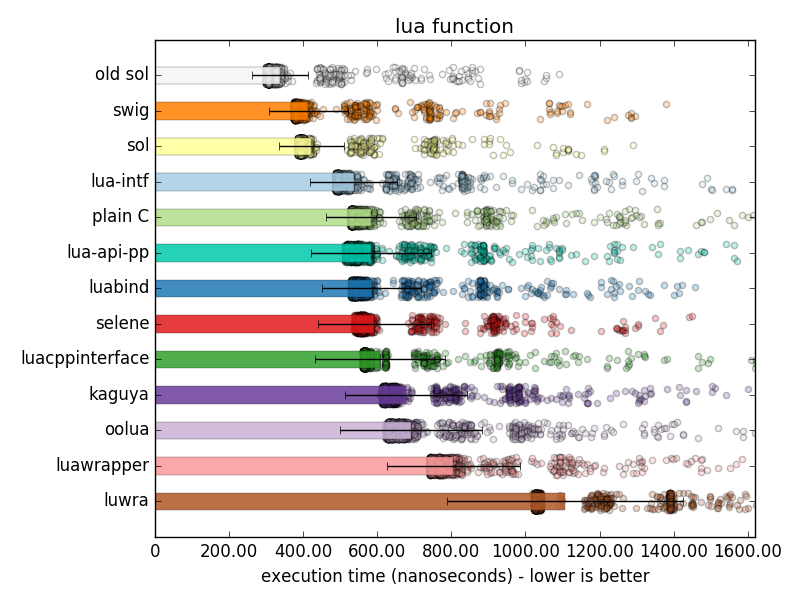 lua function
old sol
swig
sol
lua-intf
plain C
lua-api-pp
luabind
selene
luacppinterface
kaguya
oolua
luawrapper
luwra
0 200.00 400.00 600.00 800.00 1000.00 1200.00 1400.00 1600.00
execution time (nanoseconds) - lower is better